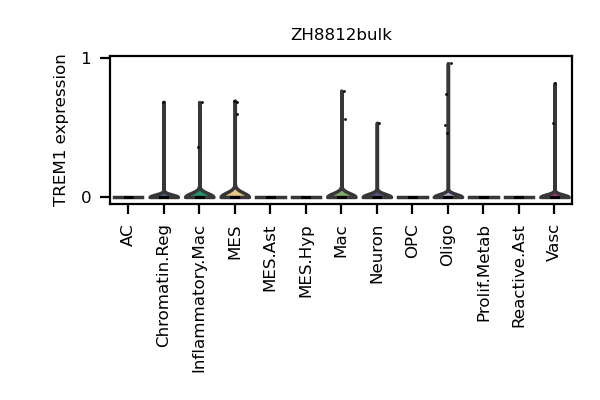 ZH8812bulk
TREM1 expression
1
0
AC
Chromatin.Reg
Inflammatory.Mac
MES
MES.Ast
MES.Hyp
Mac
Neuron
OPC
Oligo
Prolif.Metab
Reactive.Ast
Vasc